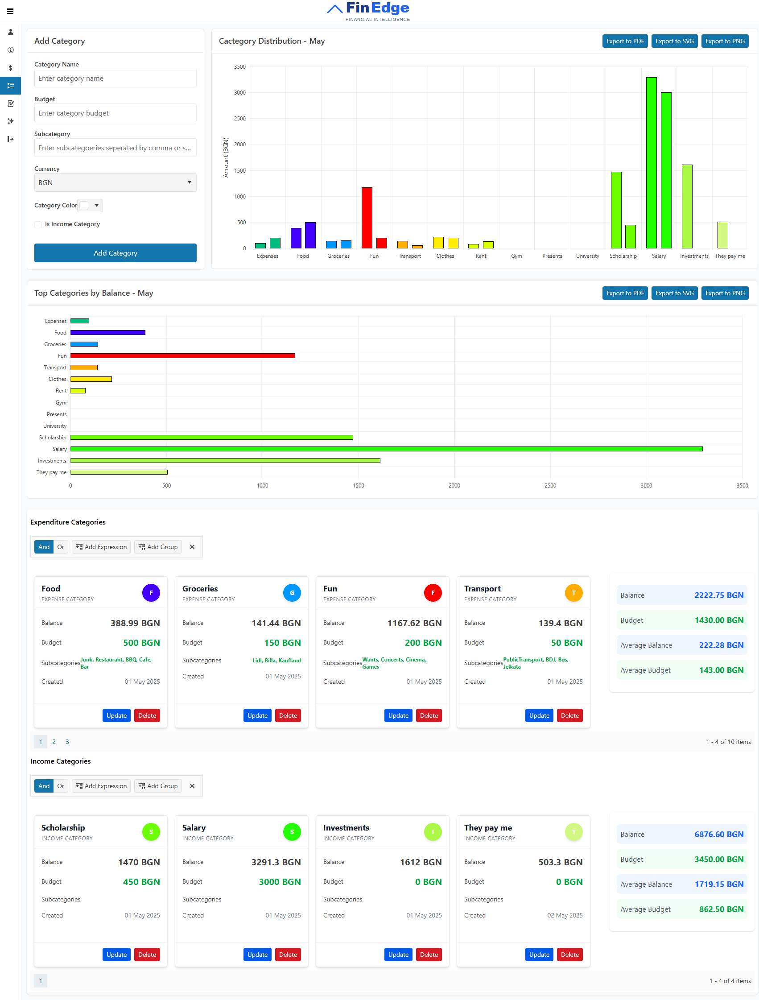 FinEdge
FINANCIAL INTELLIGENCE
Add Category
Category Name
Enter category name
Budget
Enter category budget
Subcategory
Enter subcategoeries seperated by comma or s...
Currency
BGN
Category Color
Is Income Category
Add Category
Cactegory Distribution - May
Export to PDF Export to SVG Export to PNG
3500
3000
2500
2000
1500
1000
500
0
Amount (BGN)
Expenses Food Groceries Fun Transport Clothes Rent Gym Presents University Scholarship Salary Investments They pay me
Top Categories by Balance - May
Export to PDF Export to SVG Export to PNG
Expenses
Food
Groceries
Fun
Transport
Clothes
Rent
Gym
Presents
University
Scholarship
Salary
Investments
They pay me
0 500 1000 1500 2000 2500 3000 3500
Expenditure Categories
And Or Add Expression Add Group
Food
F
EXPENSE CATEGORY
Balance 388.99 BGN
Budget 500 BGN
Subcategories Junk, Restaurant, BBQ, Cafe,
Bar
Created 01 May 2025
Update Delete
Groceries
G
EXPENSE CATEGORY
Balance 141.44 BGN
Budget 150 BGN
Subcategories Lidl, Billa, Kaufland
Created 01 May 2025
Update Delete
Fun
F
EXPENSE CATEGORY
Balance 1167.62 BGN
Budget 200 BGN
Subcategories Wants, Concerts, Cinema,
Games
Created 01 May 2025
Update Delete
Transport
T
EXPENSE CATEGORY
Balance 139.4 BGN
Budget 50 BGN
Subcategories PublicTransport, BDJ, Bus,
Jelkata
Created 01 May 2025
Update Delete
Balance 2222.75 BGN
Budget 1430.00 BGN
Average Balance 222.28 BGN
Average Budget 143.00 BGN
1 2 3
1 - 4 of 10 items
Income Categories
And Or Add Expression Add Group
Scholarship
S
INCOME CATEGORY
Balance 1470 BGN
Budget 450 BGN
Subcategories
Created 01 May 2025
Update Delete
Salary
S
INCOME CATEGORY
Balance 3291.3 BGN
Budget 3000 BGN
Subcategories
Created 01 May 2025
Update Delete
Investments
I
INCOME CATEGORY
Balance 1612 BGN
Budget 0 BGN
Subcategories
Created 01 May 2025
Update Delete
They pay me
T
INCOME CATEGORY
Balance 503.3 BGN
Budget 0 BGN
Subcategories
Created 02 May 2025
Update Delete
Balance 6876.60 BGN
Budget 3450.00 BGN
Average Balance 1719.15 BGN
Average Budget 862.50 BGN
1
1 - 4 of 4 items